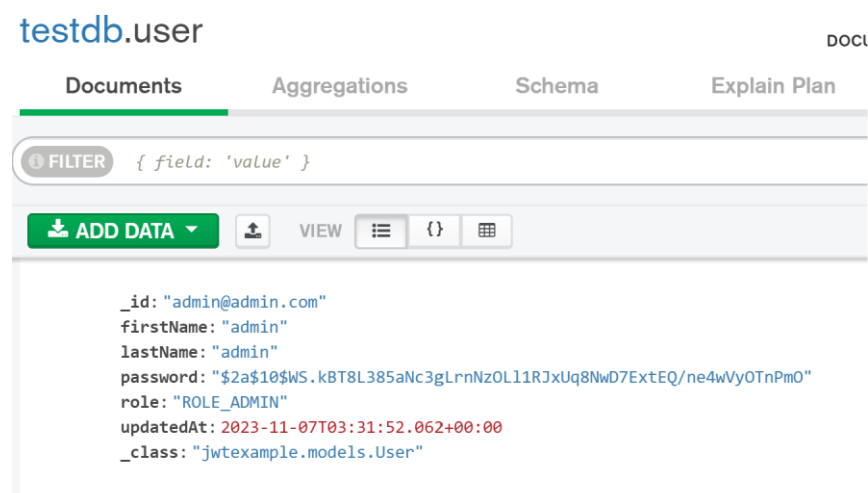 testdb.user
DOCU
Documents Aggregations Schema Explain Plan
FILTER { field: 'value' }
ADD DATA VIEW {}
_id: "admin@admin.com"
firstName: "admin"
lastName: "admin"
password: "$2a$10$WS.kBT8L385aNc3gLrnNzOLl1RJxUq8NwD7ExtEQ/ne4wVyOTnPmO"
role: "ROLE_ADMIN"
updatedAt: 2023-11-07T03:31:52.062+00:00
_class: "jwtexample.models.User"